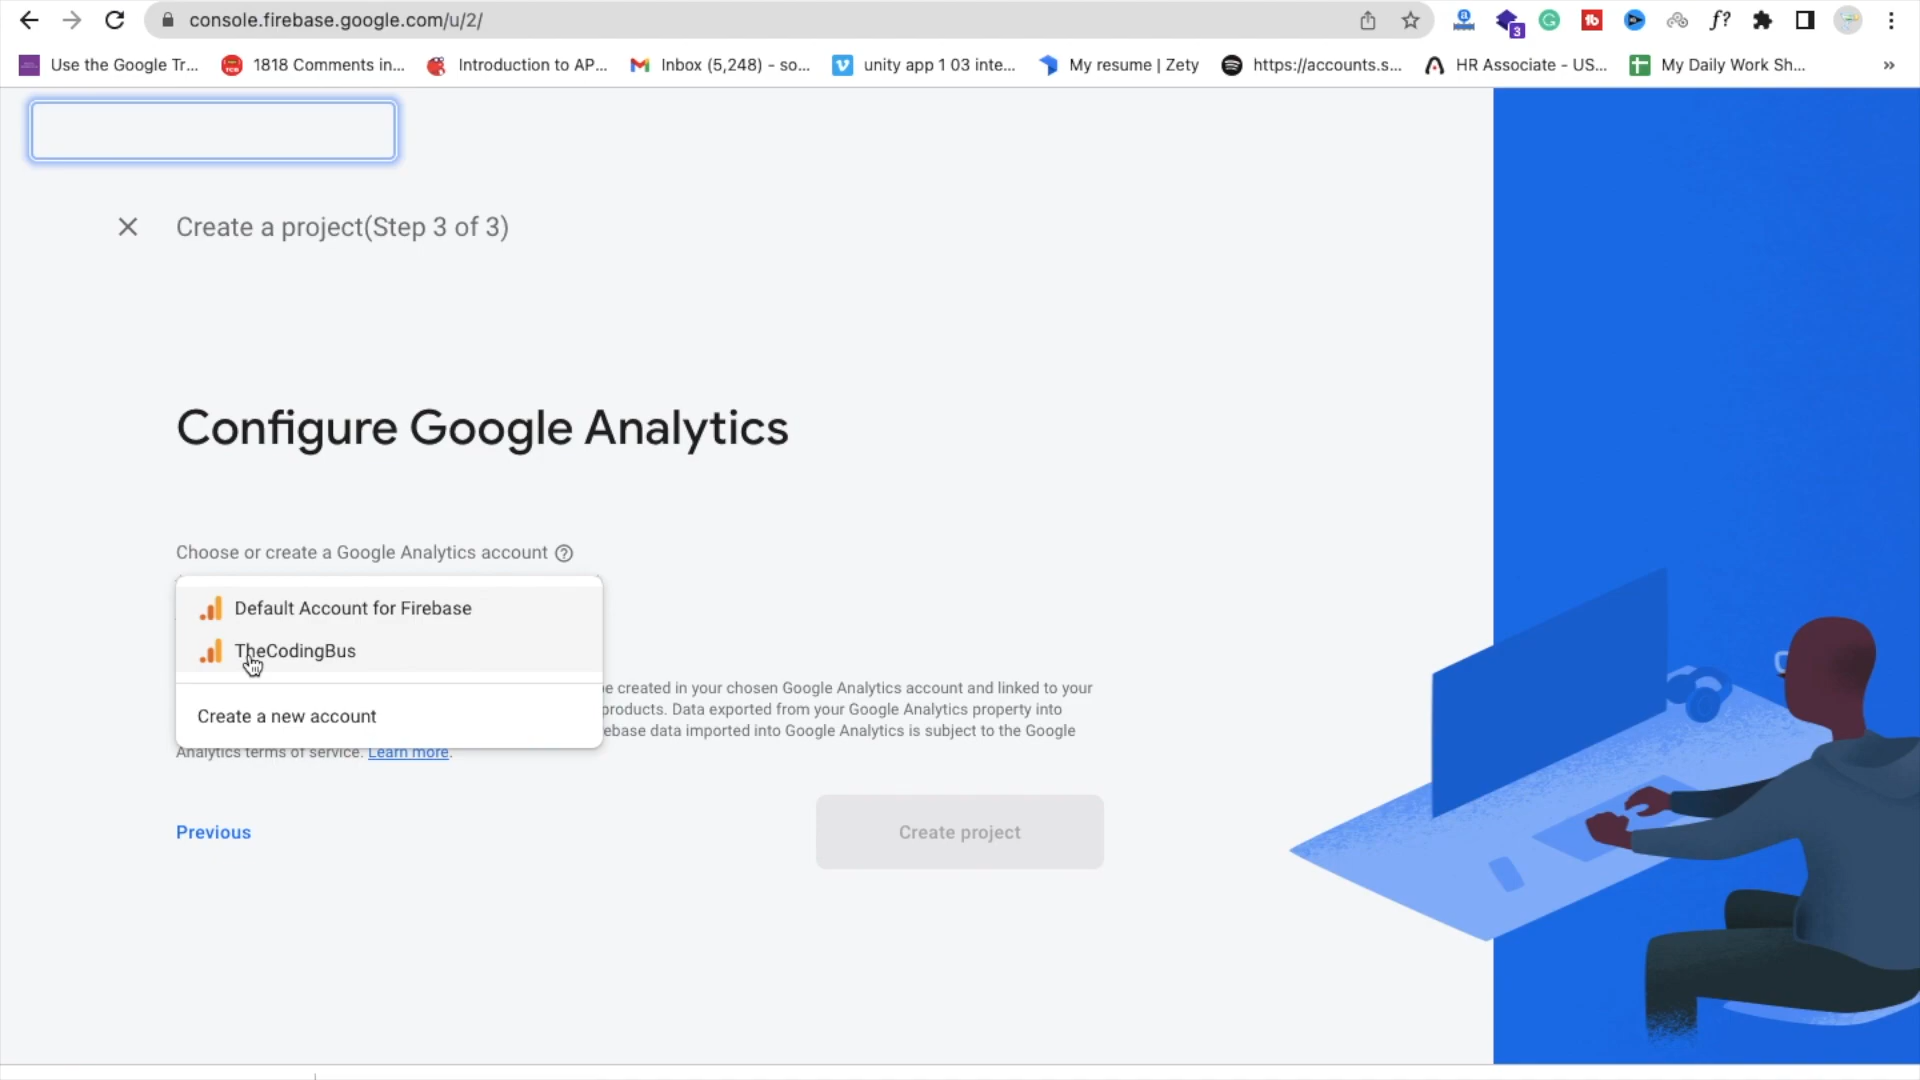 console.firebase.google.com/u/2/
3
f?
Use the Google Tr...
1818 Comments in...
Introduction to AP...
Inbox (5,248) - so...
unity app 1 03 inte...
My resume | Zety
https://accounts.s...
HR Associate - US...
My Daily Work Sh...
»
Create a project(Step 3 of 3)
Configure Google Analytics
Choose or create a Google Analytics account
Default Account for Firebase
TheCodingBus
Create a new account
e created in your chosen Google Analytics account and linked to your
products. Data exported from your Google Analytics property into
ebase data imported into Google Analytics is subject to the Google
Analytics terms of service. Learn more.
Previous
Create project